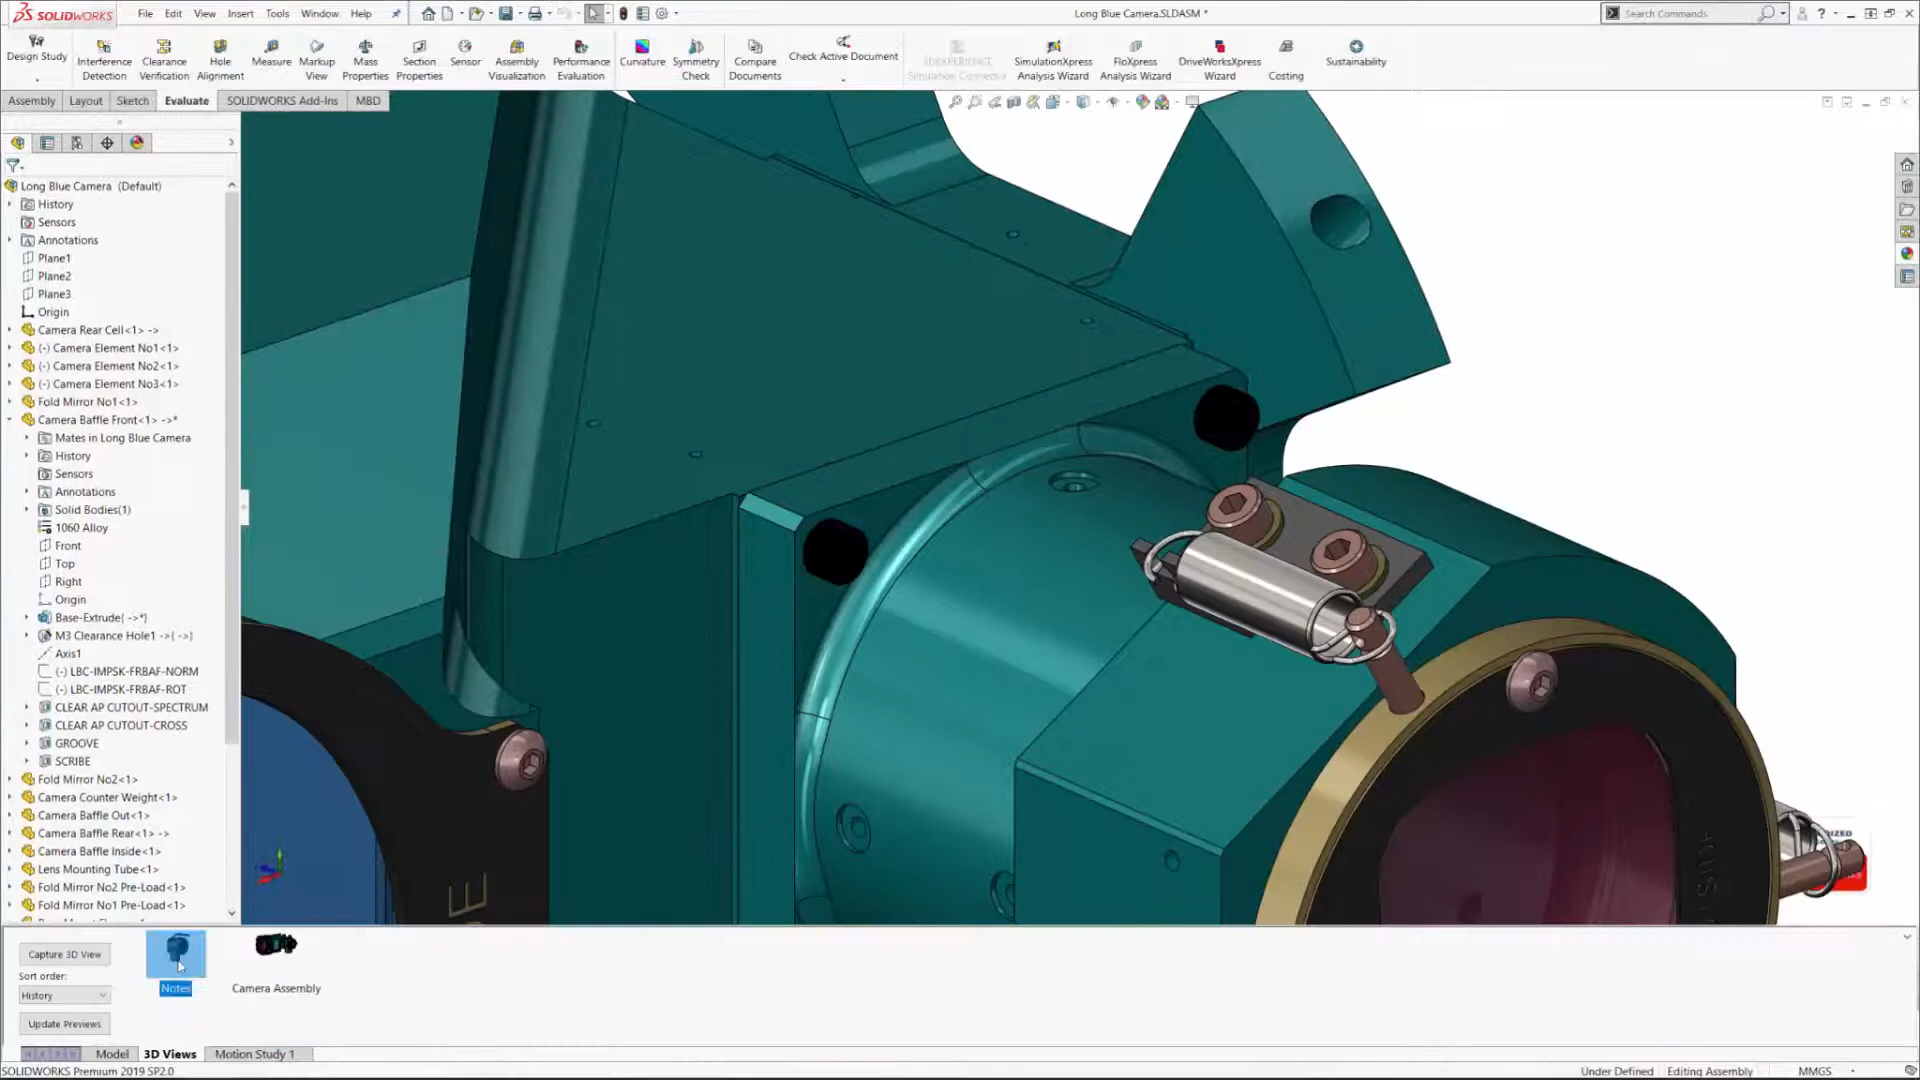 SOLIDWORKS File Edit View Insert Tools Window Help Long Blue Camera.SLDASM * Search Commands ?
Design Study
Interference Detection
Clearance Verification
Hole Alignment
Measure
Markup View
Mass Properties
Section Properties
Sensor
Assembly Visualization
Performance Evaluation
Curvature
Symmetry Check
Compare Documents
Check Active Document
3DEXPERIENCE Simulation Connector
SimulationXpress Analysis Wizard
FloXpress Analysis Wizard
DriveWorksXpress Wizard
Costing
Sustainability
Assembly Layout Sketch Evaluate SOLIDWORKS Add-Ins MBD
Long Blue Camera (Default)
History
Sensors
Annotations
Plane1
Plane2
Plane3
Origin
Camera Rear Cell<1> ->
(-) Camera Element No1<1>
(-) Camera Element No2<1>
(-) Camera Element No3<1>
Fold Mirror No1<1>
Camera Baffle Front<1> ->*
Mates in Long Blue Camera
History
Sensors
Annotations
Solid Bodies(1)
1060 Alloy
Front
Top
Right
Origin
Base-Extrude( ->*)
M3 Clearance Hole1 ->( ->)
Axis1
(-) LBC-IMPSK-FRBAF-NORM
(-) LBC-IMPSK-FRBAF-ROT
CLEAR AP CUTOUT-SPECTRUM
CLEAR AP CUTOUT-CROSS
GROOVE
SCRIBE
Fold Mirror No2<1>
Camera Counter Weight<1>
Camera Baffle Out<1>
Camera Baffle Rear<1> ->
Camera Baffle Inside<1>
Lens Mounting Tube<1>
Fold Mirror No2 Pre-Load<1>
Fold Mirror No1 Pre-Load<1>
Capture 3D View
Sort order:
History
Update Previews
Notes
Camera Assembly
Model 3D Views Motion Study 1
SOLIDWORKS Premium 2019 SP2.0 Under Defined Editing Assembly MMGS